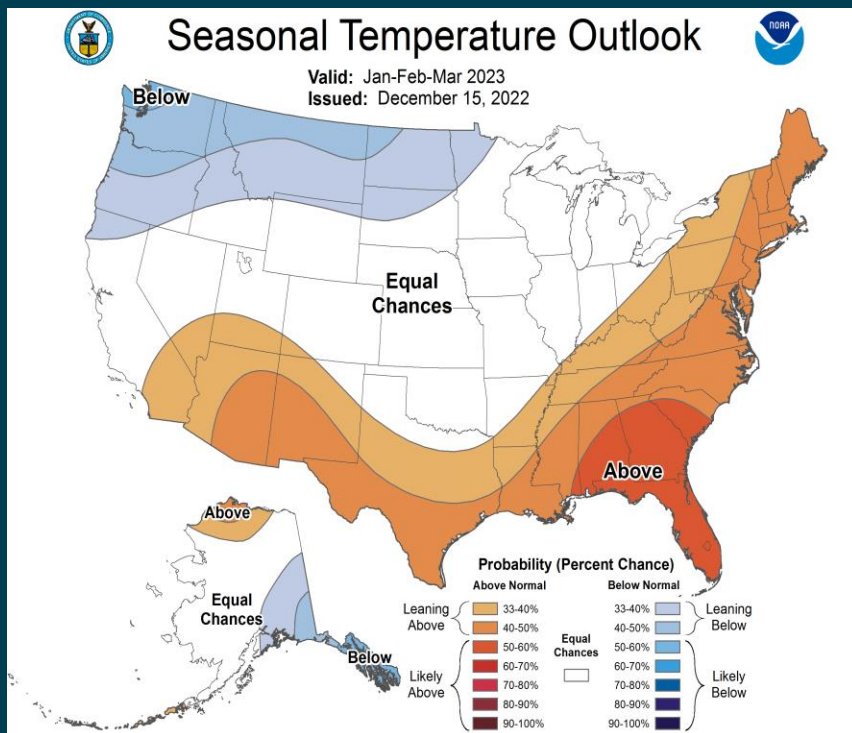 Seasonal Temperature Outlook
NOAA
Valid: Jan-Feb-Mar 2023
Issued: December 15, 2022
Below
Equal
Chances
Above
Above
Equal
Chances
Below
Probability (Percent Chance)
Above Normal
Below Normal
Leaning
Above
33-40%
40-50%
Likely
Above
50-60%
60-70%
70-80%
80-90%
90-100%
Equal
Chances
33-40%
40-50%
Leaning
Below
50-60%
60-70%
70-80%
80-90%
90-100%
Likely
Below